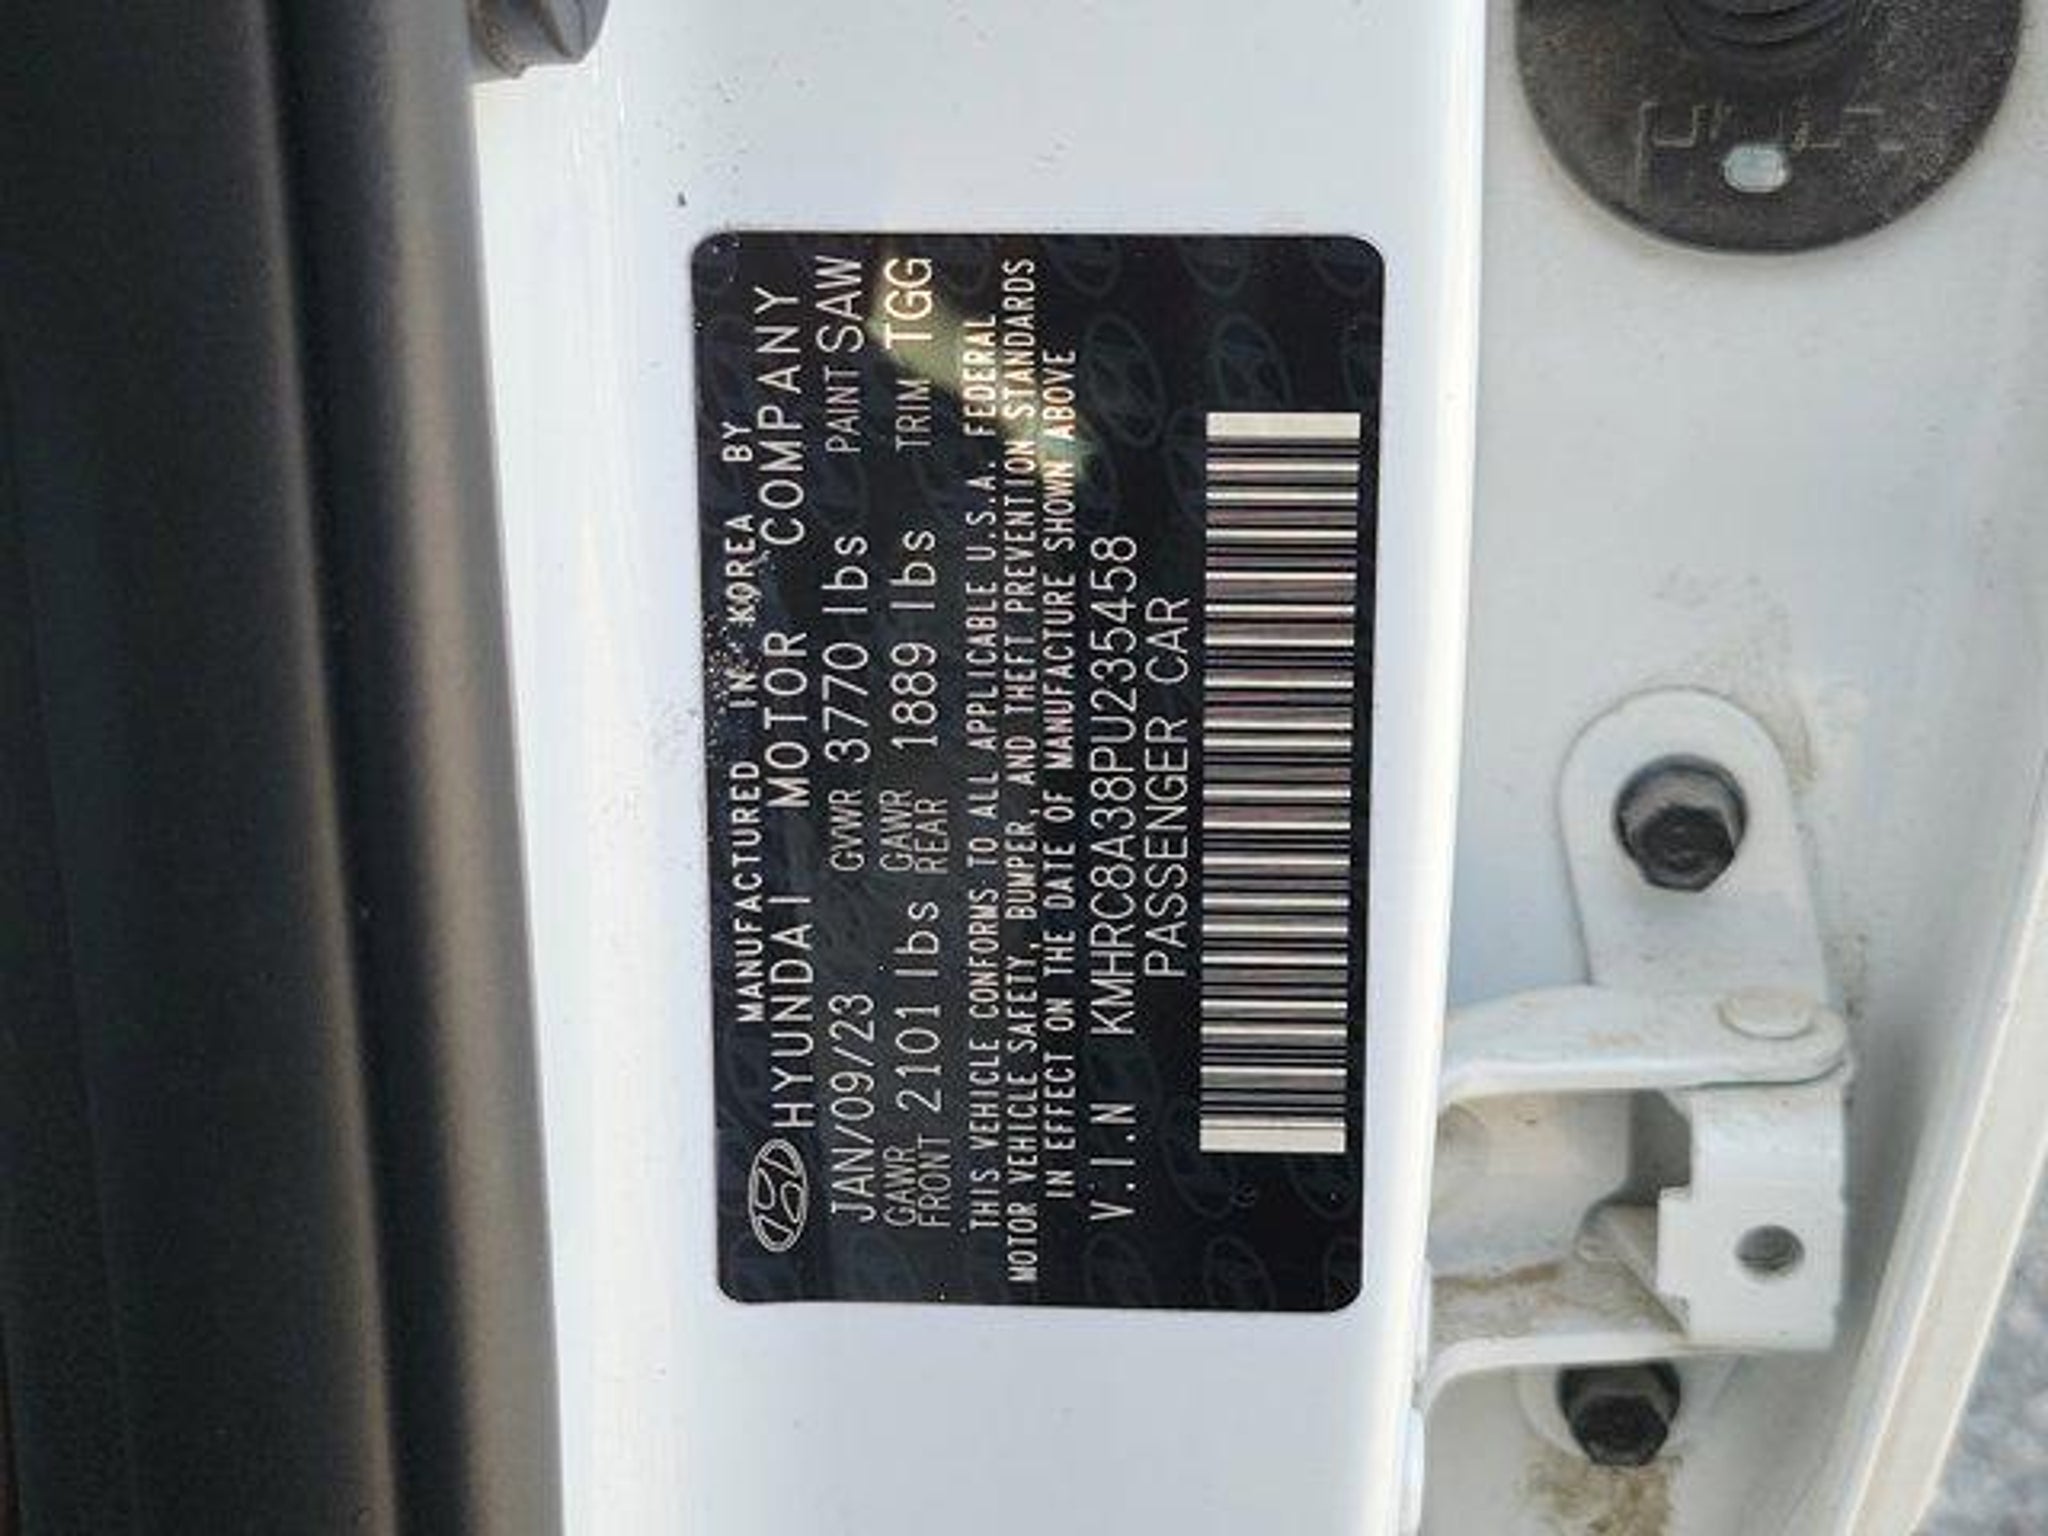 MANUFACTURED IN KOREA BY
HYUNDAI MOTOR COMPANY
JAN/09/23 GVWR 3770 lbs PAINT SAW
GAWR FRONT 2101 lbs GAWR REAR 1889 lbs TRIM TGG
THIS VEHICLE CONFORMS TO ALL APPLICABLE U.S.A. FEDERAL
MOTOR VEHICLE SAFETY, BUMPER, AND THEFT PREVENTION STANDARDS
IN EFFECT ON THE DATE OF MANUFACTURE SHOWN ABOVE
V.I.N KMHRC8A38PU235458
PASSENGER CAR